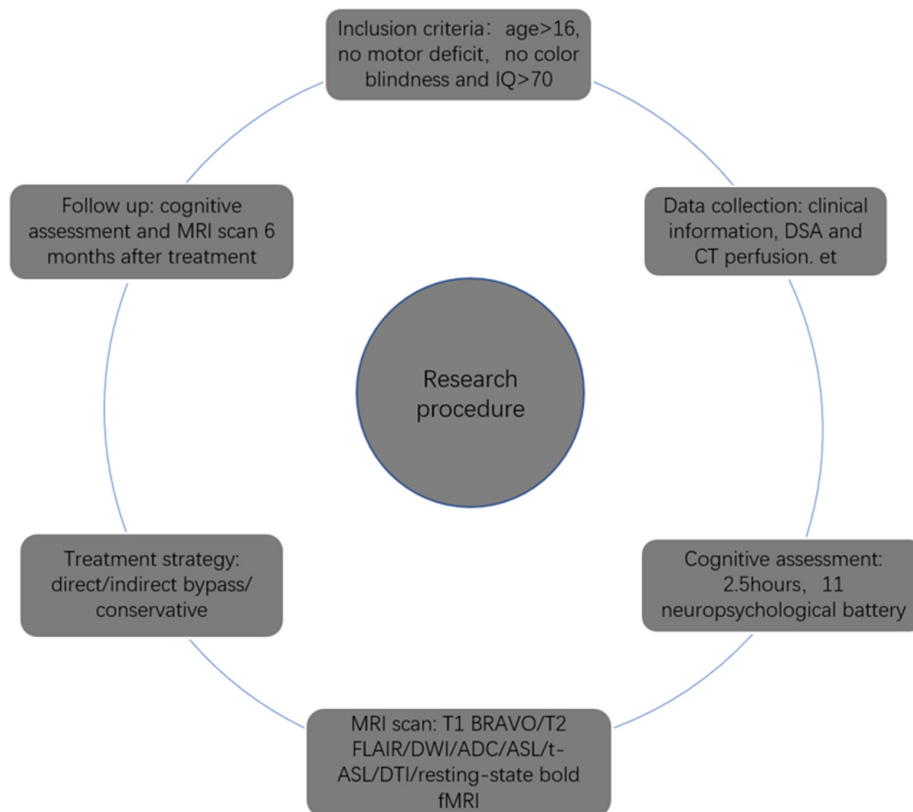 Inclusion criteria: age>16,
no motor deficit, no color
blindness and IQ>70
Follow up: cognitive
assessment and MRI scan 6
months after treatment
Data collection: clinical
information, DSA and
CT perfusion. et
Research
procedure
Treatment strategy:
direct/indirect bypass/
conservative
Cognitive assessment:
2.5hours, 11
neuropsychological battery
MRI scan: T1 BRAVO/T2
FLAIR/DWI/ADC/ASL/t-
ASL/DTI/resting-state bold
fMRI